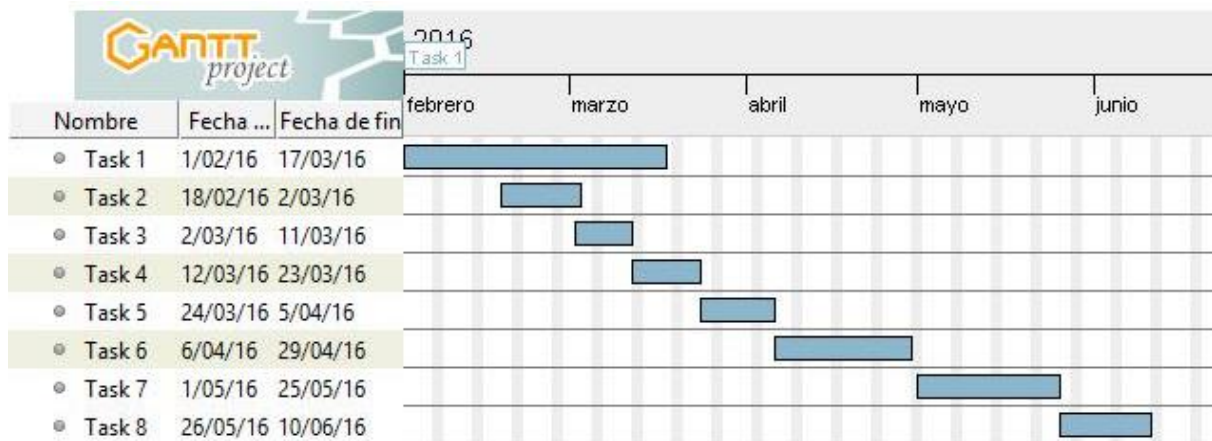 GANTT
project
2016
Task 1
febrero marzo abril mayo junio
Nombre Fecha ... Fecha de fin
Task 1 1/02/16 17/03/16
Task 2 18/02/16 2/03/16
Task 3 2/03/16 11/03/16
Task 4 12/03/16 23/03/16
Task 5 24/03/16 5/04/16
Task 6 6/04/16 29/04/16
Task 7 1/05/16 25/05/16
Task 8 26/05/16 10/06/16